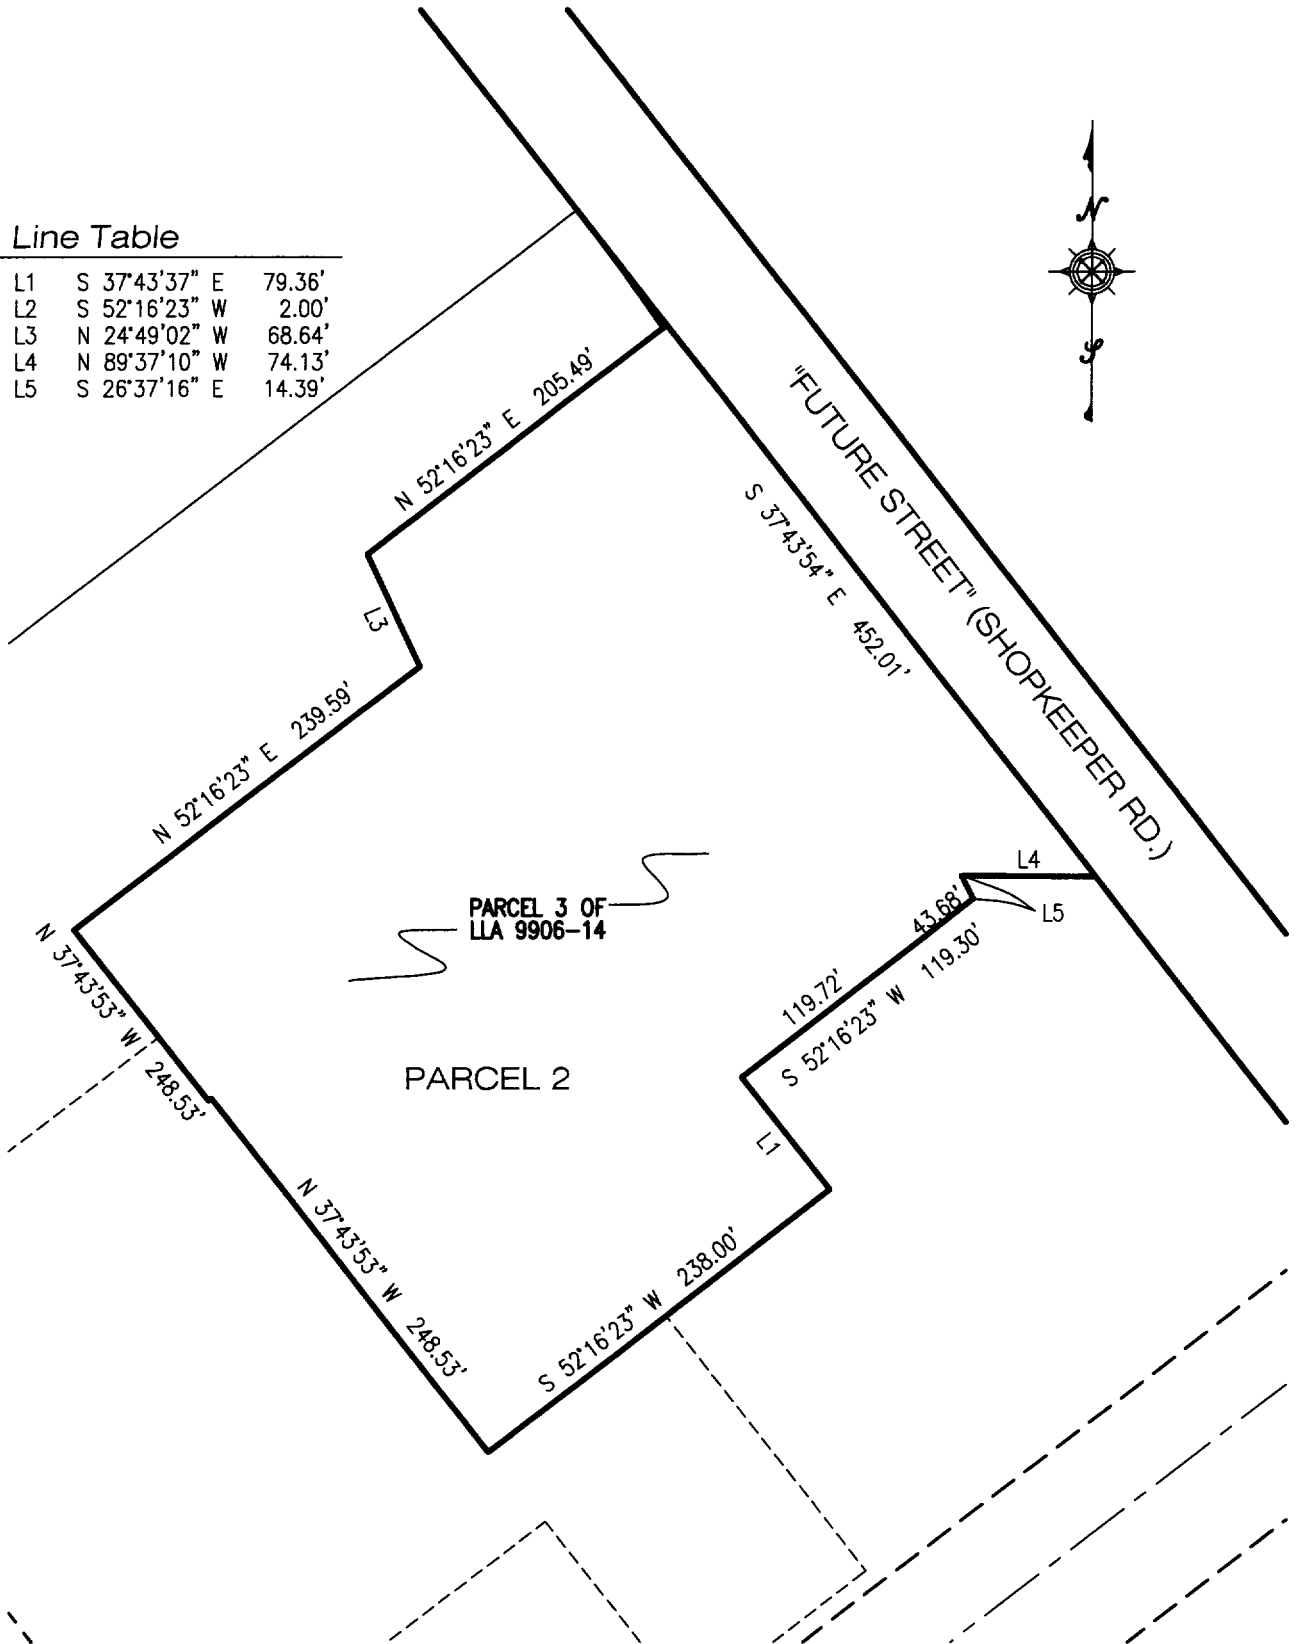 Line Table
L1 S 37°43'37" E 79.36'
L2 S 52°16'23" W 2.00'
L3 N 24°49'02" W 68.64'
L4 N 89°37'10" W 74.13'
L5 S 26°37'16" E 14.39'
N
S
"FUTURE STREET" (SHOPKEEPER RD.)
N 52°16'23" E 205.49'
S 37°43'54" E 452.01'
L3
N 52°16'23" E 239.59'
L4
L5
43.68'
PARCEL 3 OF
LLA 9906-14
119.72'
S 52°16'23" W 119.30'
N 37°43'53" W 248.53'
PARCEL 2
L1
N 37°43'53" W 248.53'
S 52°16'23" W 238.00'